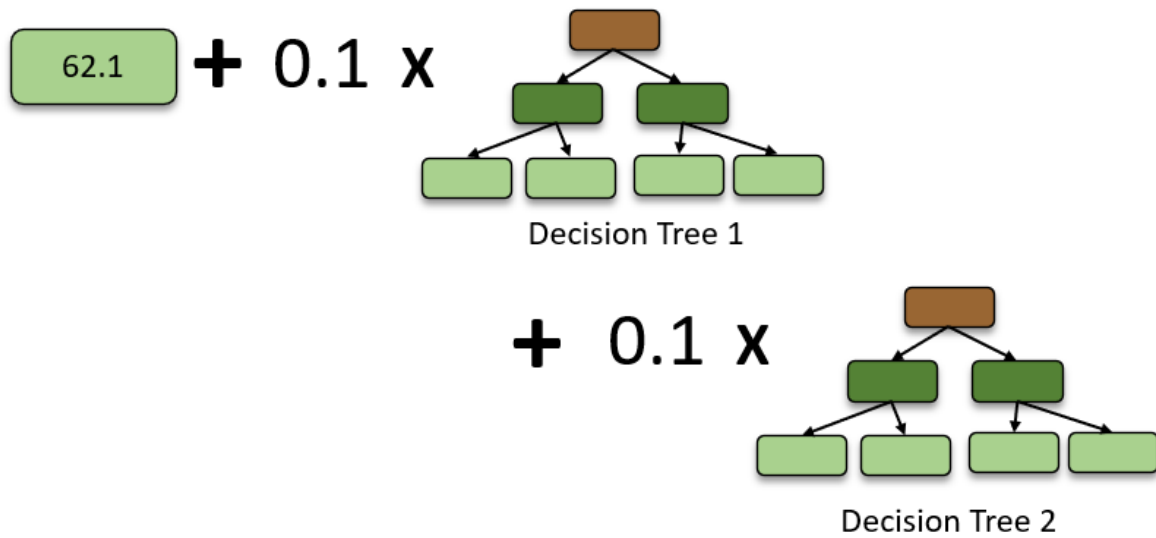 62.1 + 0.1 x
Decision Tree 1
+ 0.1 x
Decision Tree 2